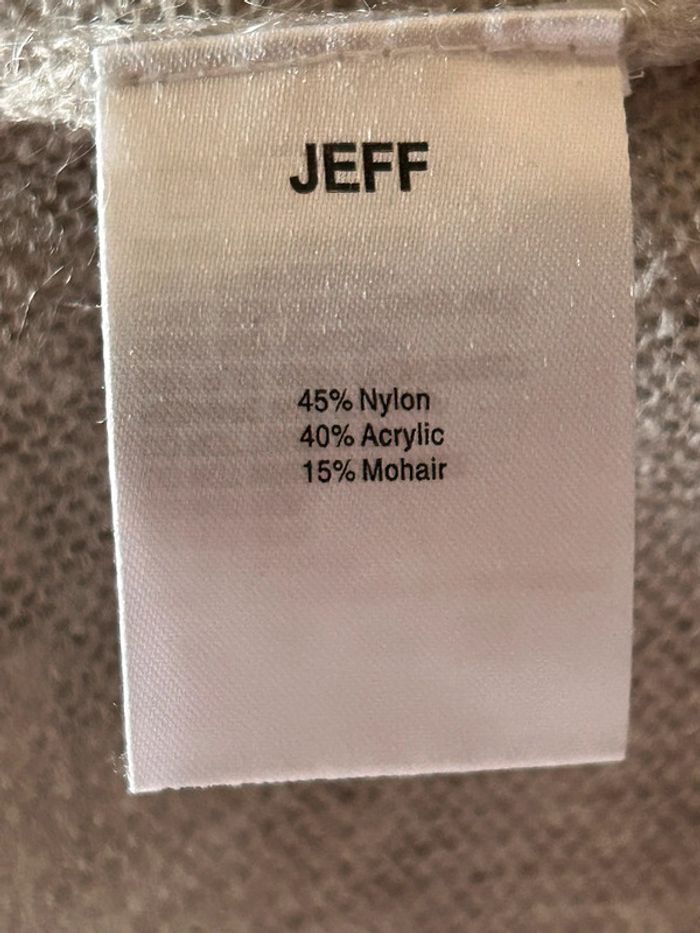 JEFF
45% Nylon
40% Acrylic
15% Mohair